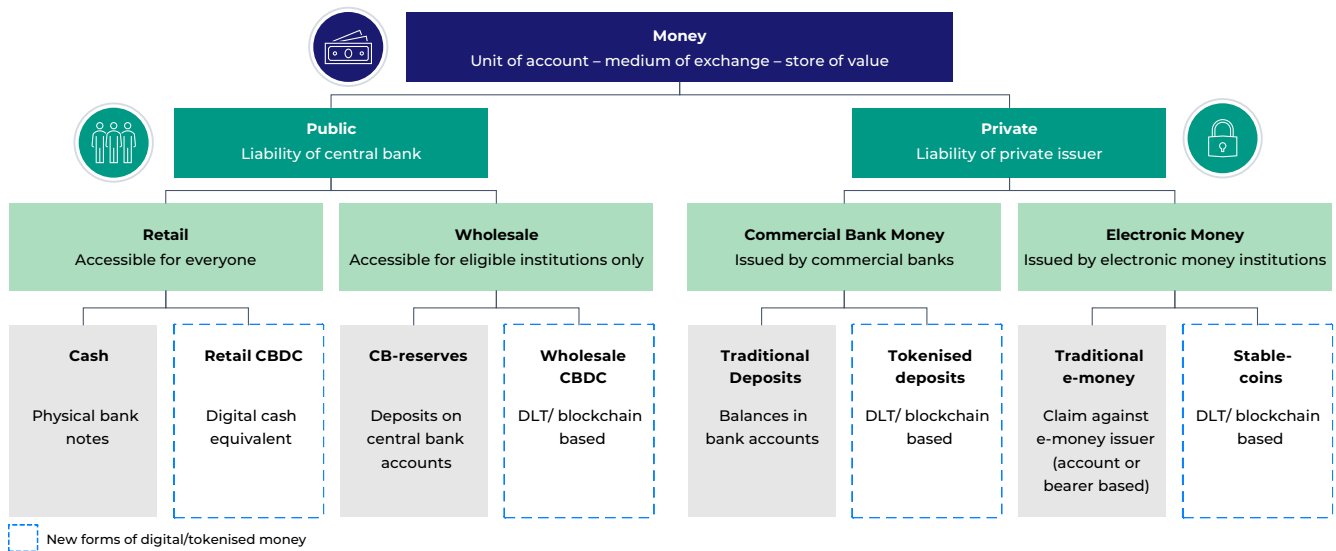 Money
Unit of account – medium of exchange – store of value
Public
Liability of central bank
Private
Liability of private issuer
Retail
Accessible for everyone
Wholesale
Accessible for eligible institutions only
Commercial Bank Money
Issued by commercial banks
Electronic Money
Issued by electronic money institutions
Cash
Physical bank
notes
Retail CBDC
Digital cash
equivalent
CB-reserves
Deposits on
central bank
accounts
Wholesale
CBDC
DLT/ blockchain
based
Traditional
Deposits
Balances in
bank accounts
Tokenised
deposits
DLT/ blockchain
based
Traditional
e-money
Claim against
e-money issuer
(account or
bearer based)
Stable-
coins
DLT/ blockchain
based
New forms of digital/tokenised money